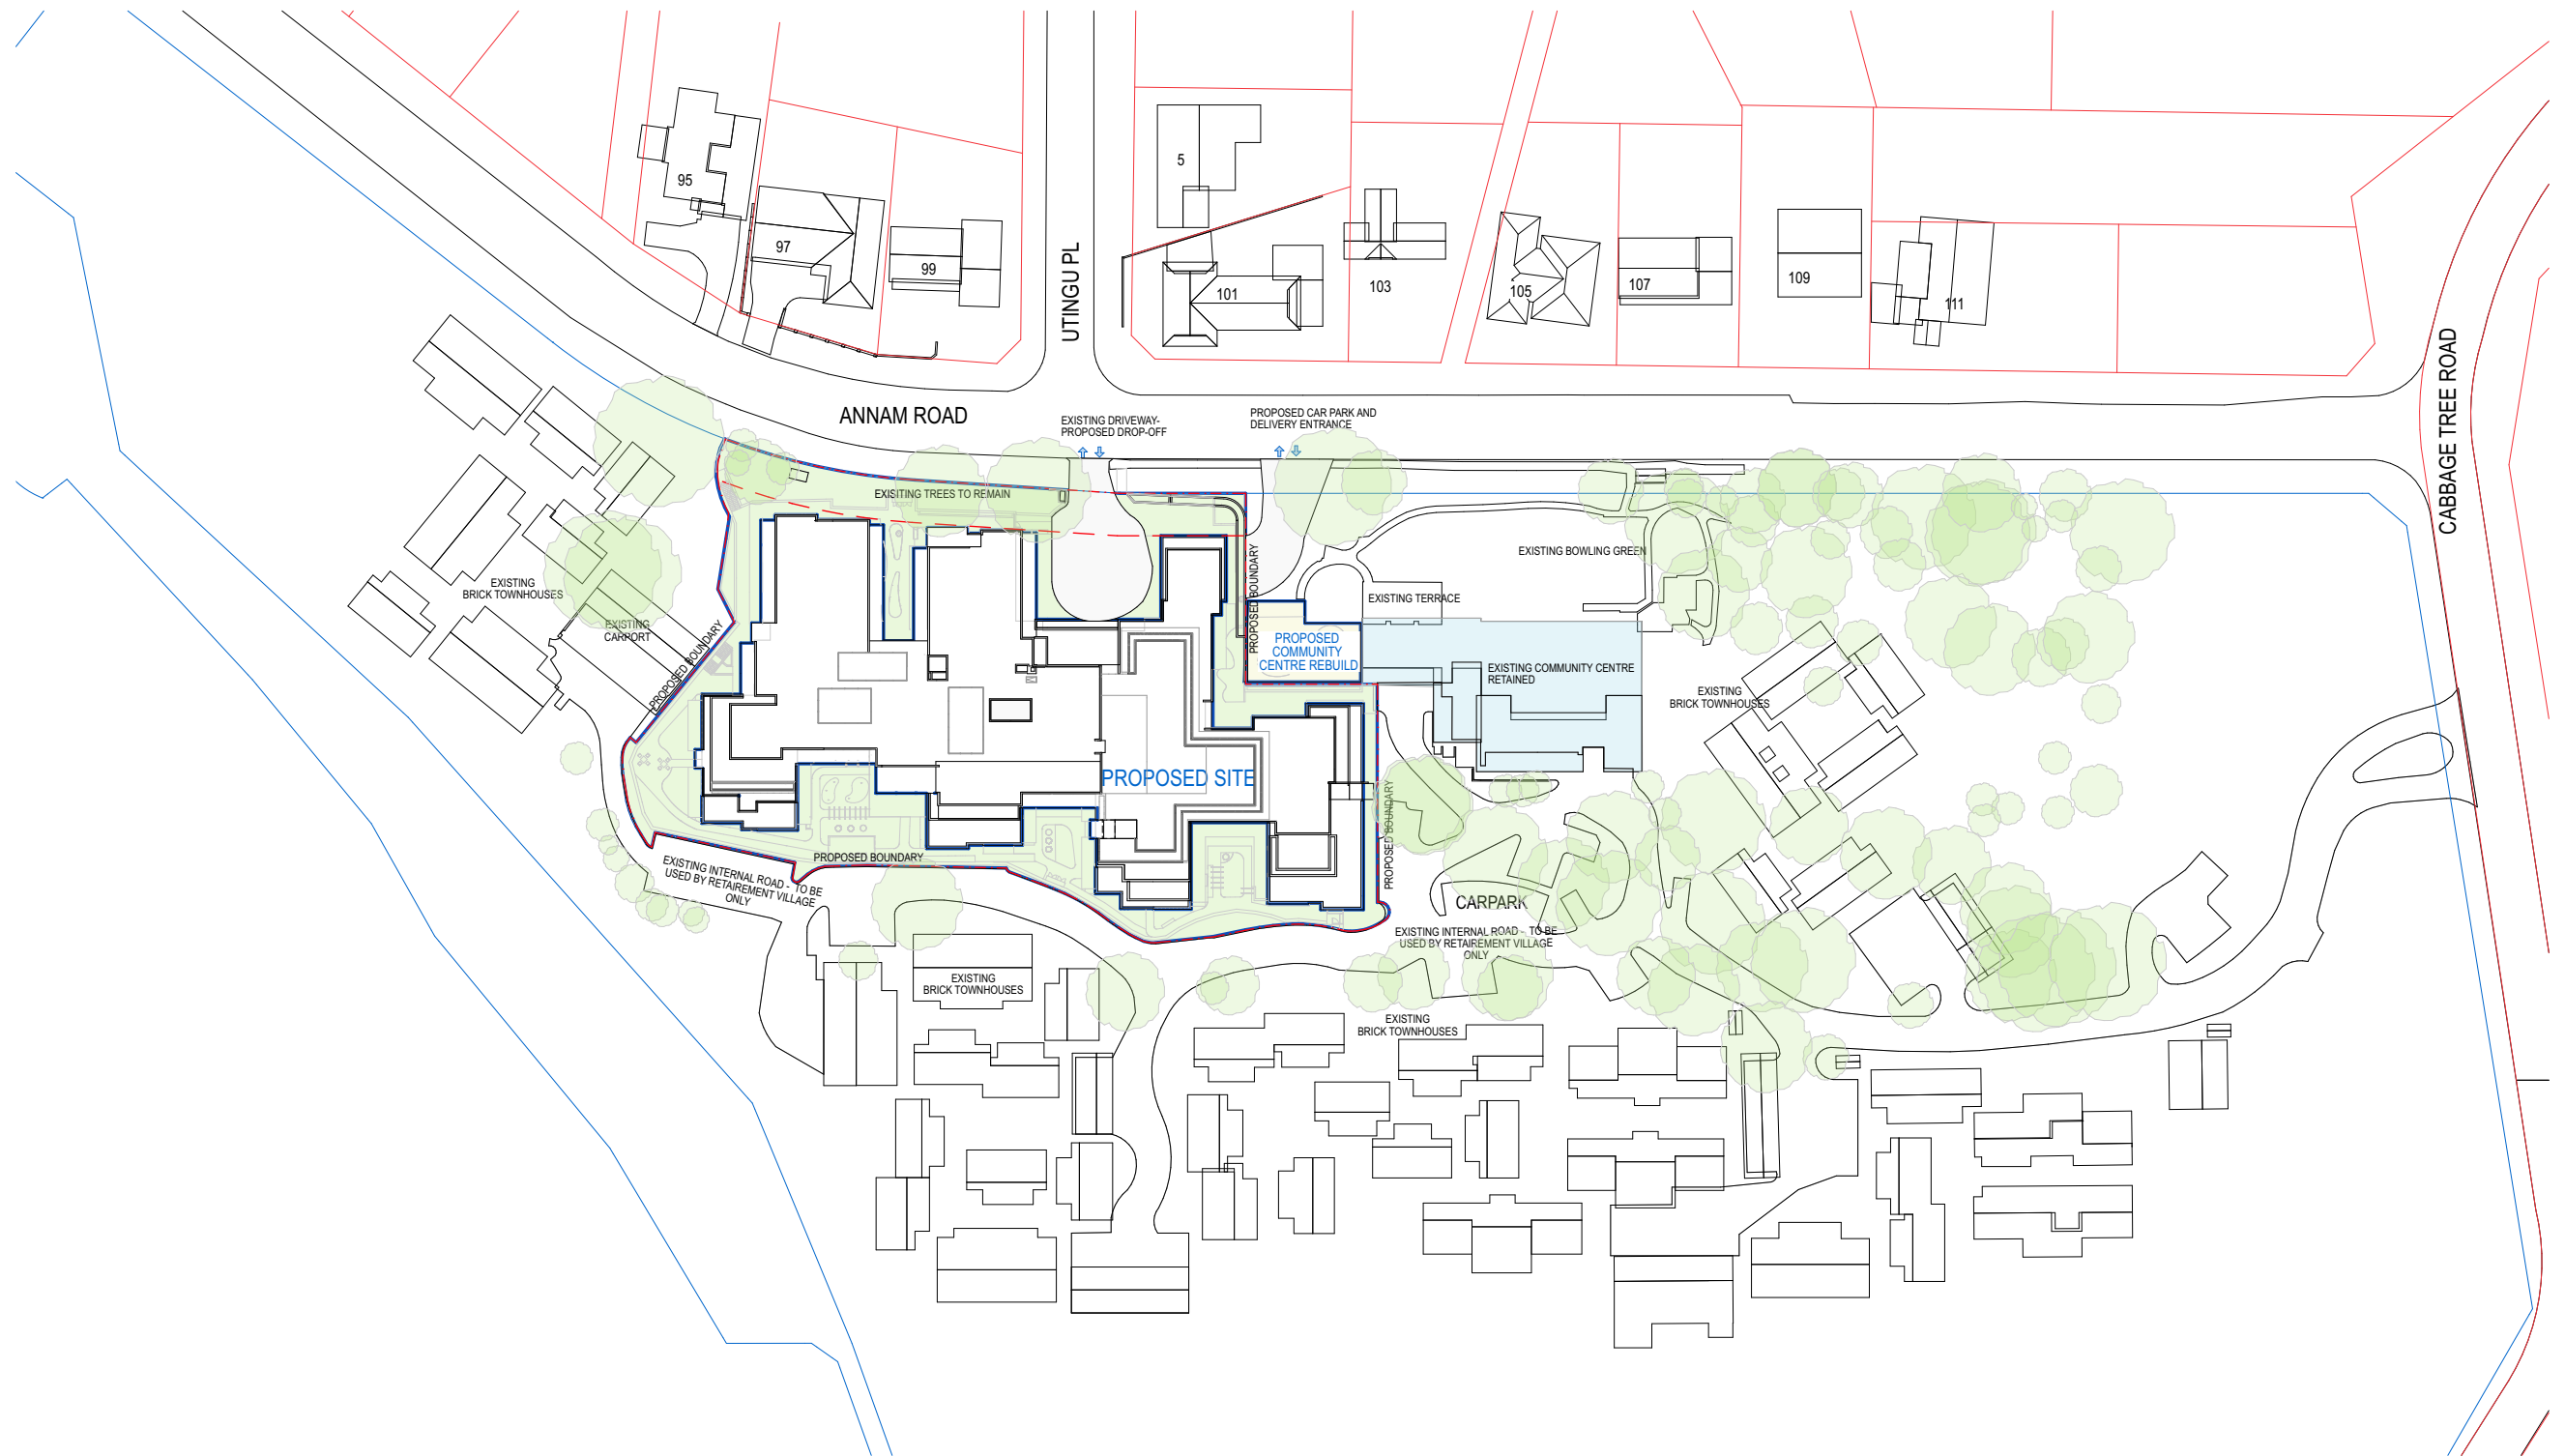 95
97
99
5
101
103
105
107
109
111
UTINGU PL
CABBAGE TREE ROAD
ANNAM ROAD
EXISTING DRIVEWAY-
PROPOSED DROP-OFF
PROPOSED CAR PARK AND
DELIVERY ENTRANCE
EXISITING TREES TO REMAIN
EXISTING BOWLING GREEN
EXISTING
BRICK TOWNHOUSES
EXISTING TERRACE
PROPOSED BOUNDARY
EXISTING
CARPORT
PROPOSED BOUNDARY
PROPOSED
COMMUNITY
CENTRE REBUILD
EXISTING COMMUNITY CENTRE
RETAINED
EXISTING
BRICK TOWNHOUSES
PROPOSED SITE
PROPOSED BOUNDARY
PROPOSED BOUNDARY
EXISTING INTERNAL ROAD - TO BE
USED BY RETAIREMENT VILLAGE
ONLY
CARPARK
EXISTING INTERNAL ROAD - TO BE
USED BY RETAIREMENT VILLAGE
ONLY
EXISTING
BRICK TOWNHOUSES
EXISTING
BRICK TOWNHOUSES